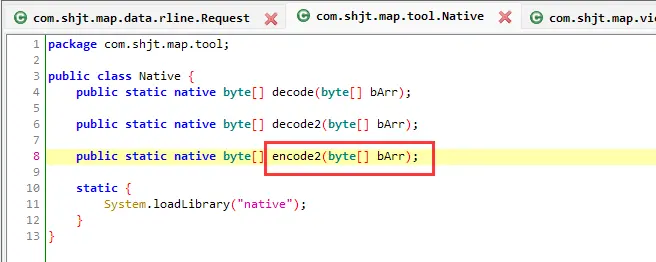 com.shjt.map.data.rline.Request
com.shjt.map.tool.Native
com.shjt.map.vie
1 package com.shjt.map.tool;
2
3 public class Native {
4 public static native byte[] decode(byte[] bArr);
5
6 public static native byte[] decode2(byte[] bArr);
7
8 public static native byte[] encode2(byte[] bArr);
9
10 static {
11 System.loadLibrary("native");
12 }
13 }